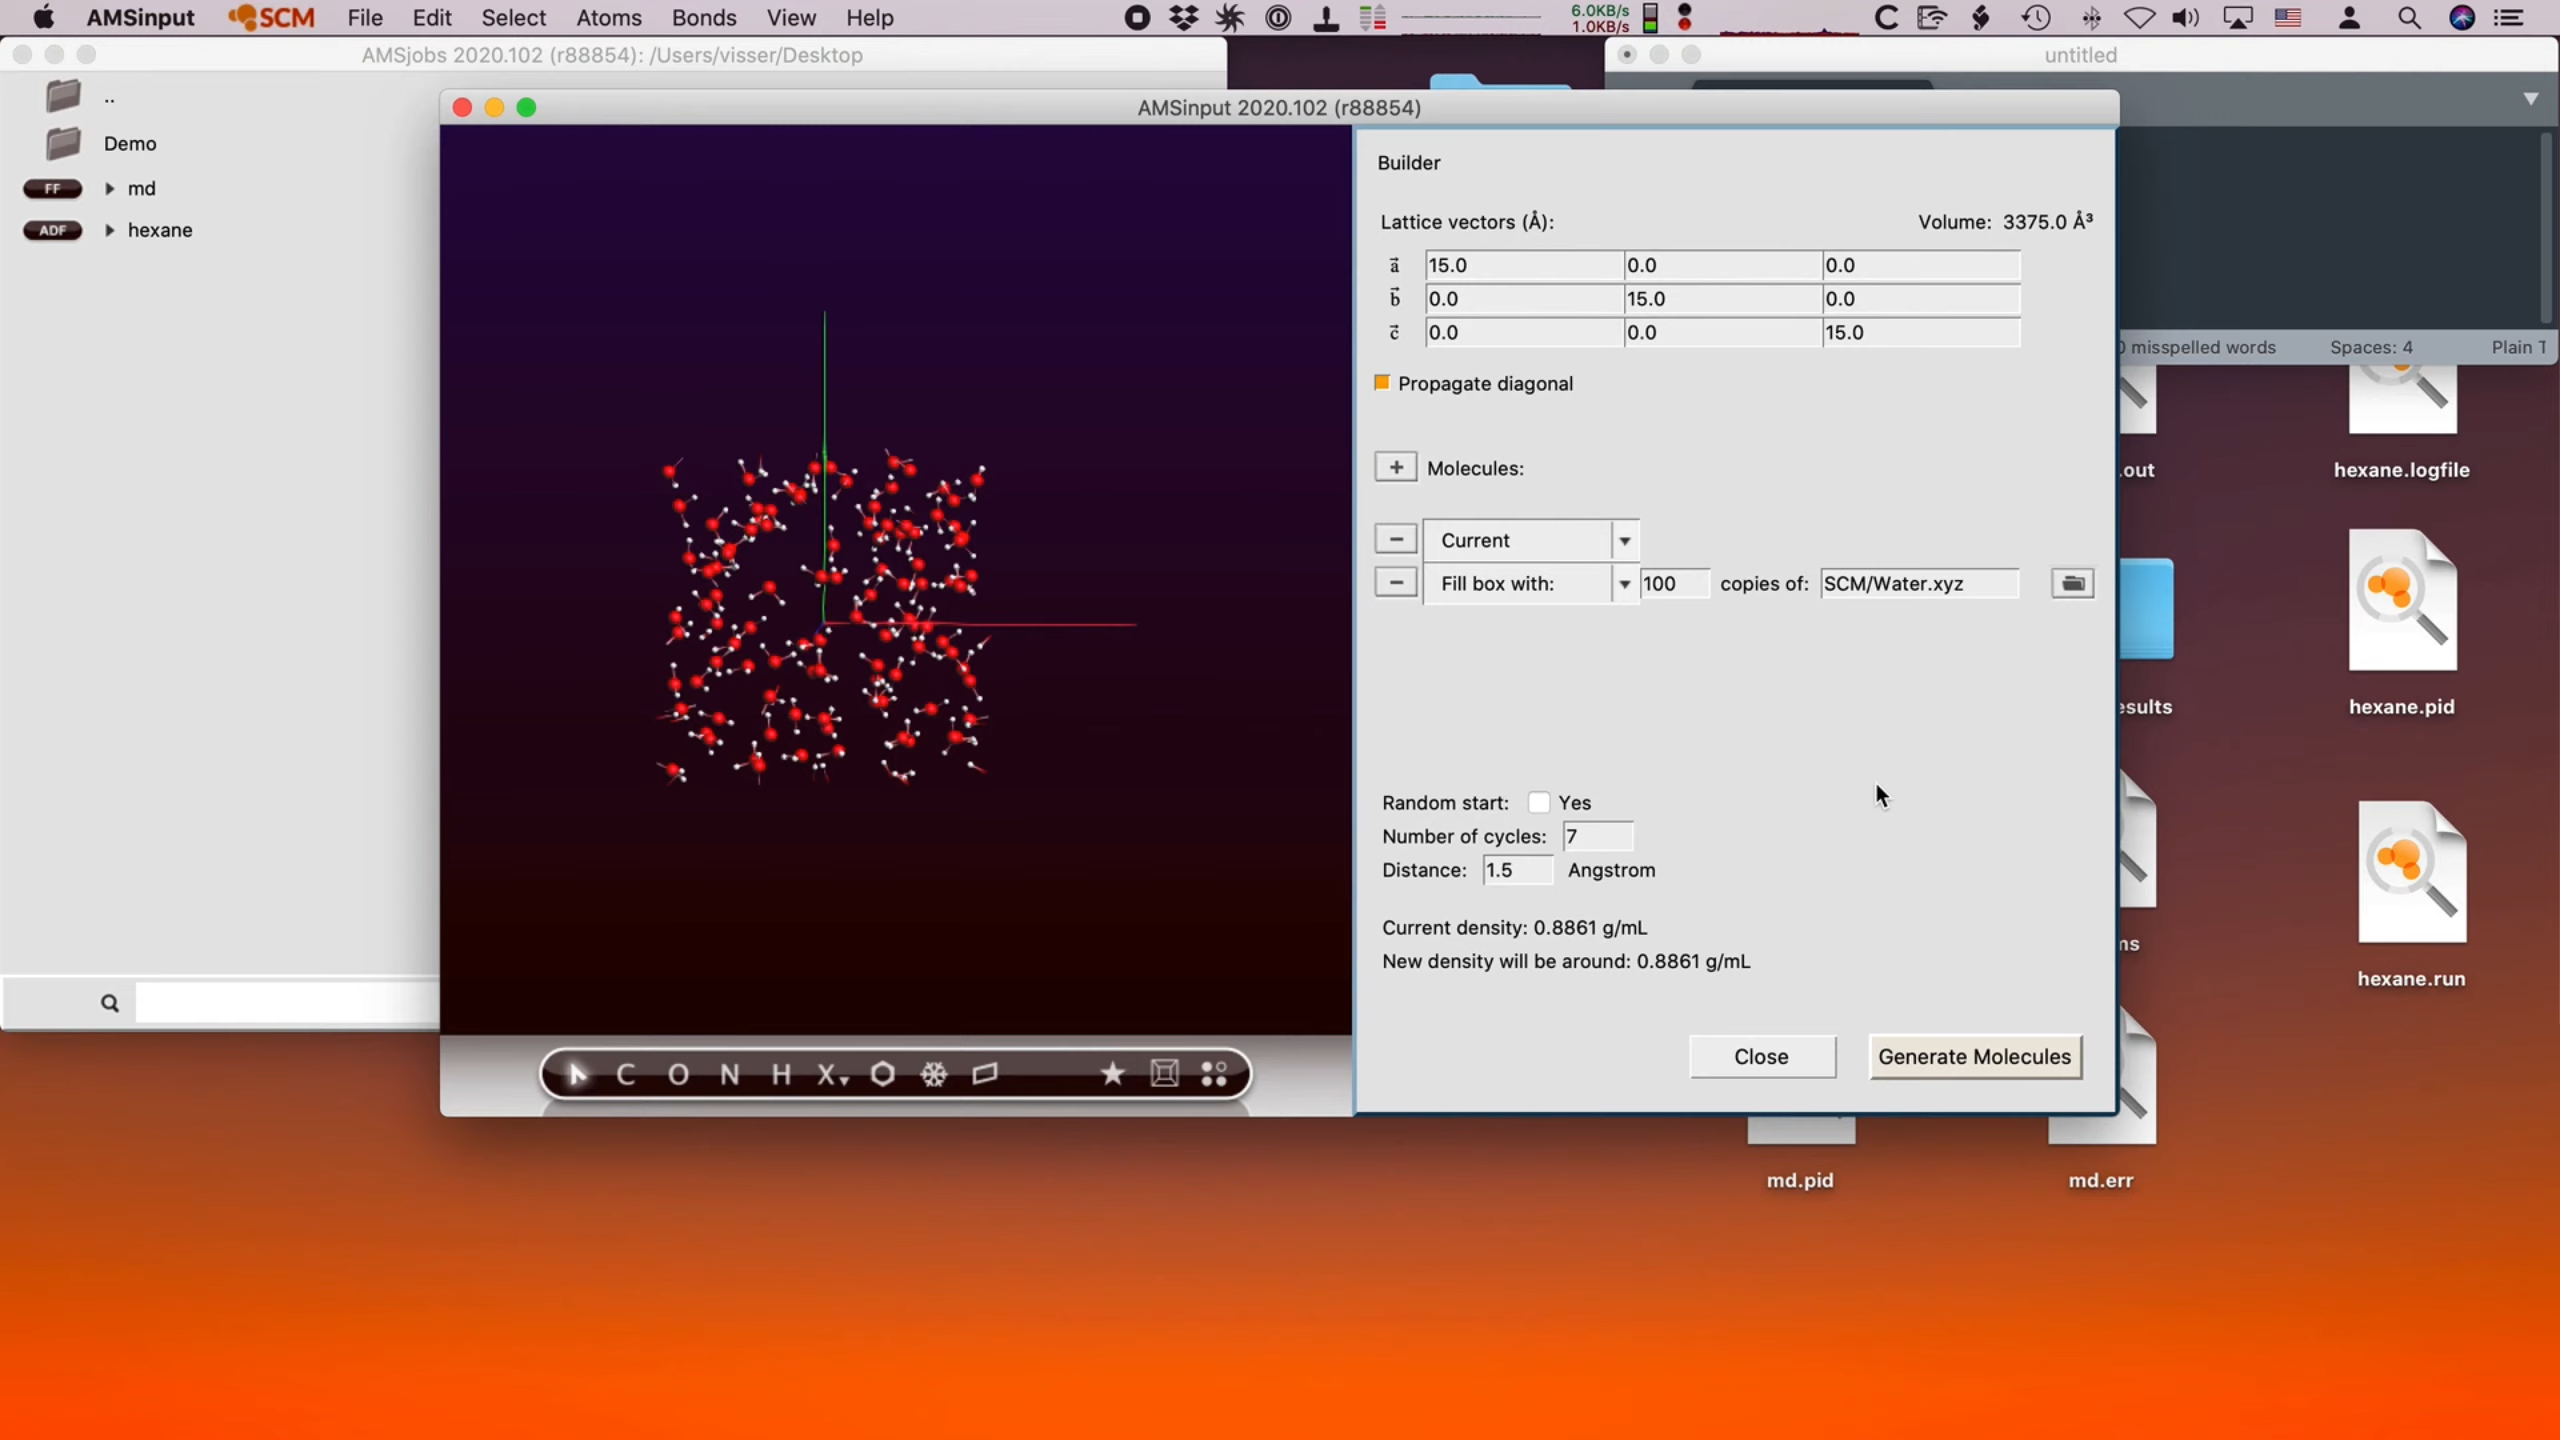 AMSinput SCM File Edit Select Atoms Bonds View Help 6.0KB/s
1.0KB/s
AMSjobs 2020.102 (r88854): /Users/visser/Desktop
untitled
..
Demo
FF md
ADF hexane
AMSinput 2020.102 (r88854)
Builder
Lattice vectors (Å): Volume: 3375.0 Å³
a 15.0 0.0 0.0
b 0.0 15.0 0.0
c 0.0 0.0 15.0
Propagate diagonal
+ Molecules:
− Current
− Fill box with: 100 copies of: SCM/Water.xyz
Random start: Yes
Number of cycles: 7
Distance: 1.5 Angstrom
Current density: 0.8861 g/mL
New density will be around: 0.8861 g/mL
Close Generate Molecules
C O N H X
misspelled words Spaces: 4 Plain T
.out hexane.logfile
esults hexane.pid
ms hexane.run
md.pid md.err